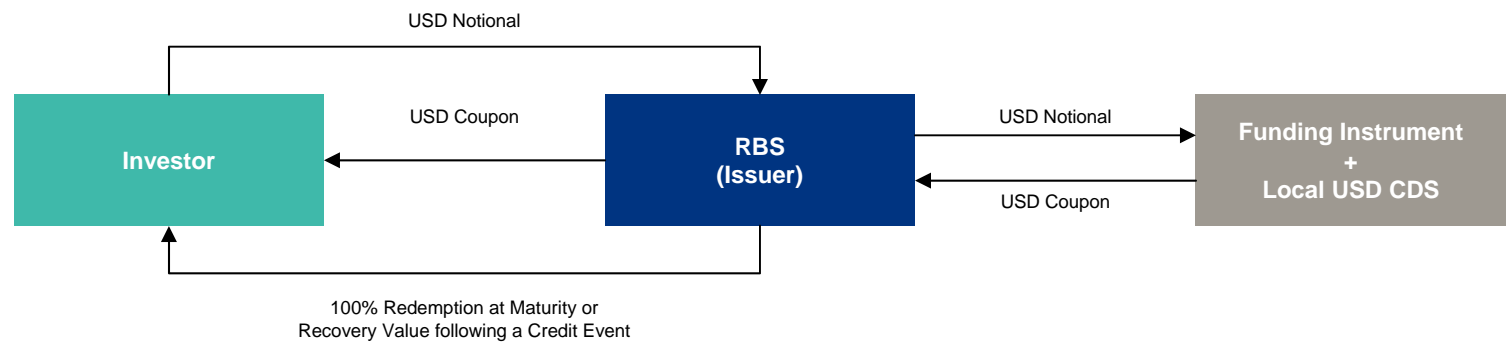 USD Notional
Investor
USD Coupon
RBS
(Issuer)
USD Notional
USD Coupon
Funding Instrument
+
Local USD CDS
100% Redemption at Maturity or
Recovery Value following a Credit Event